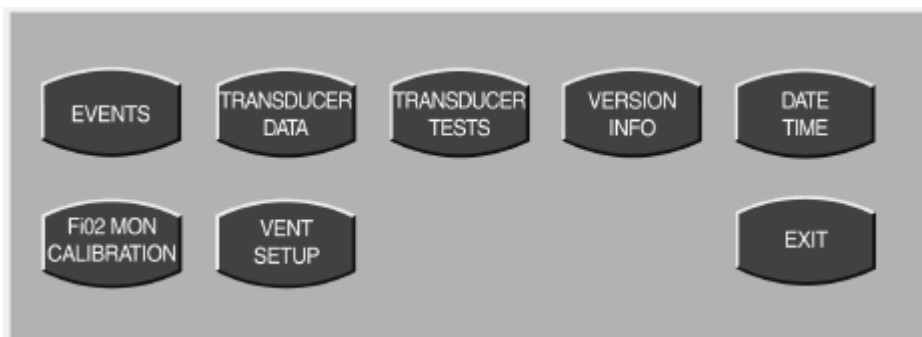 EVENTS
TRANSDUCER
DATA
TRANSDUCER
TESTS
VERSION
INFO
DATE
TIME
Fi02 MON
CALIBRATION
VENT
SETUP
EXIT